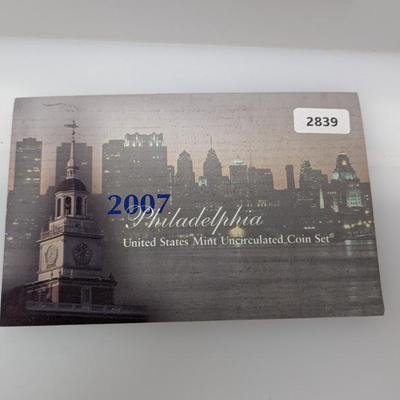 2839
2007
Philadelphia
United States Mint Uncirculated Coin Set®